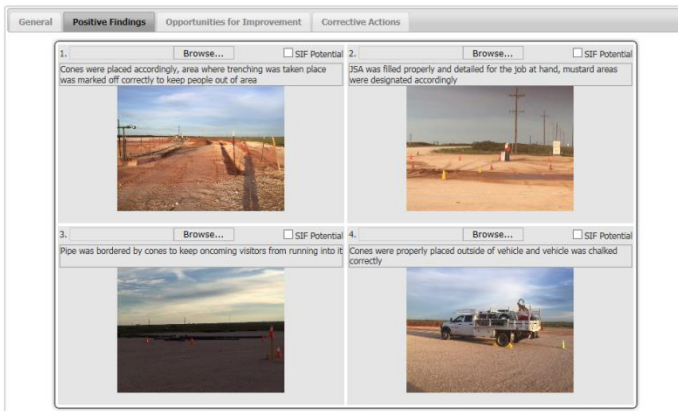 General Positive Findings Opportunities for Improvement Corrective Actions
1. Browse... SIF Potential
Cones were placed accordingly, area where trenching was taken place
was marked off correctly to keep people out of area
2. Browse... SIF Potential
JSA was filled properly and detailed for the job at hand, mustard areas
were designated accordingly
3. Browse... SIF Potential
Pipe was bordered by cones to keep oncoming visitors from running into it
4. Browse... SIF Potential
Cones were properly placed outside of vehicle and vehicle was chalked
correctly